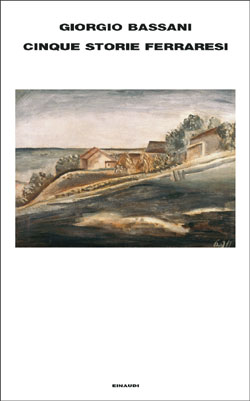 GIORGIO BASSANI
CINQUE STORIE FERRARESI
EINAUDI